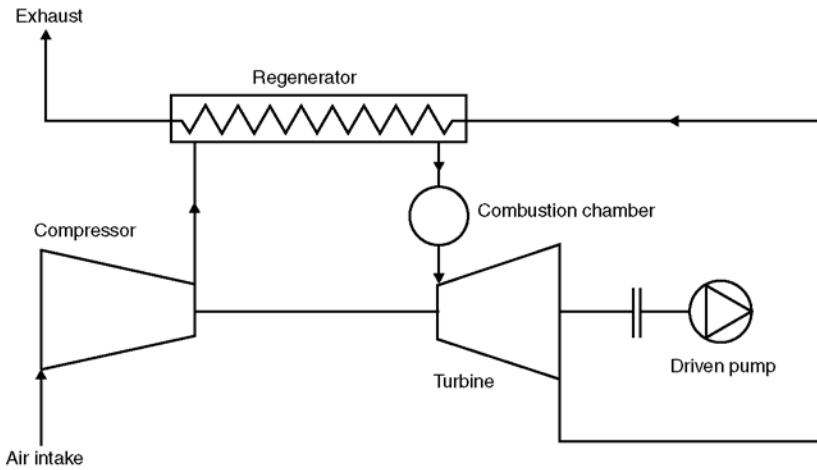 Exhaust
Regenerator
Combustion chamber
Compressor
Turbine
Driven pump
Air intake